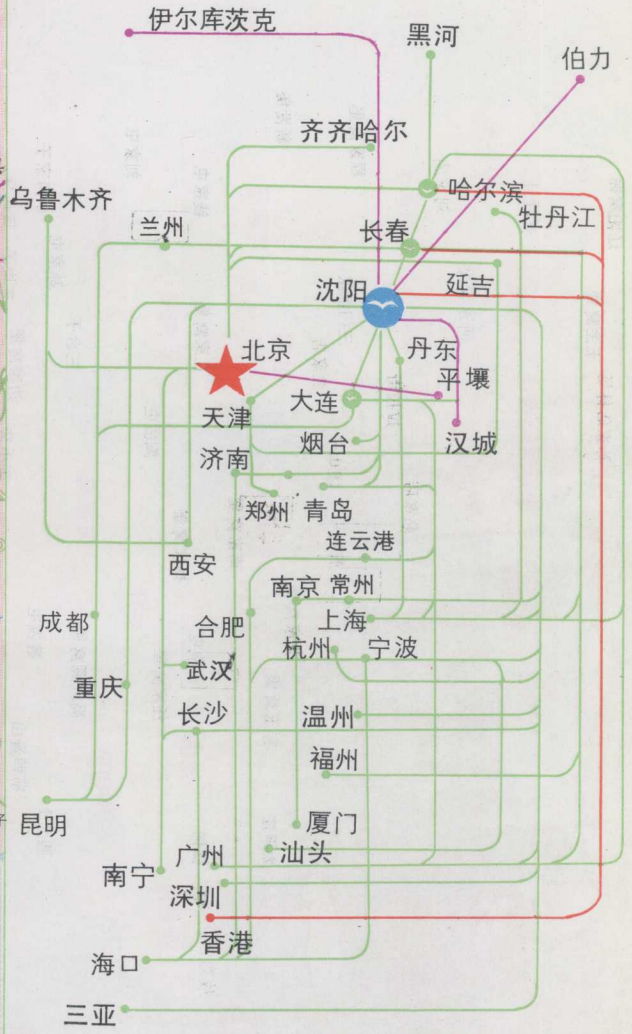 伊尔库茨克
黑河
伯力
齐齐哈尔
哈尔滨
乌鲁木齐
牡丹江
兰州
长春
沈阳
延吉
北京
丹东
平壤
天津
大连
烟台
汉城
济南
郑州
青岛
连云港
西安
南京
常州
成都
合肥
上海
杭州
宁波
武汉
重庆
长沙
温州
福州
昆明
厦门
广州
汕头
南宁
深圳
香港
海口
三亚